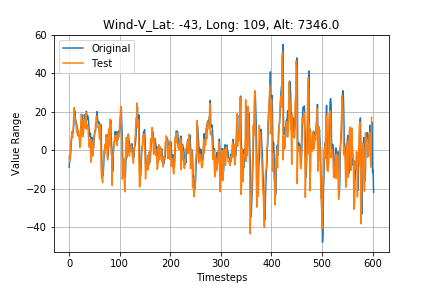 Wind-V_Lat: -43, Long: 109, Alt: 7346.0
Original
Test
60
40
20
0
−20
−40
Value Range
0 100 200 300 400 500 600
Timesteps